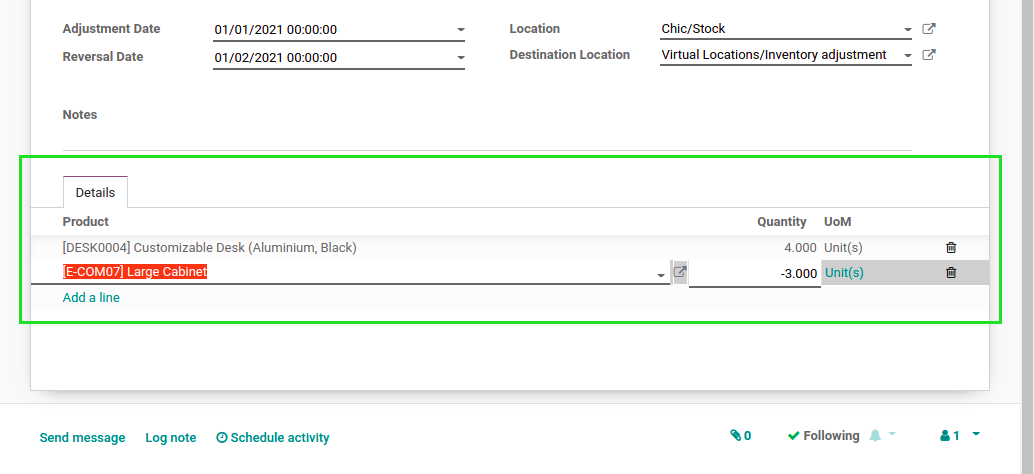 Adjustment Date 01/01/2021 00:00:00 Location Chic/Stock
Reversal Date 01/02/2021 00:00:00 Destination Location Virtual Locations/Inventory adjustment
Notes
Details
Product Quantity UoM
[DESK0004] Customizable Desk (Aluminium, Black) 4.000 Unit(s)
[E-COM07] Large Cabinet -3.000 Unit(s)
Add a line
Send message Log note Schedule activity 0 Following 1